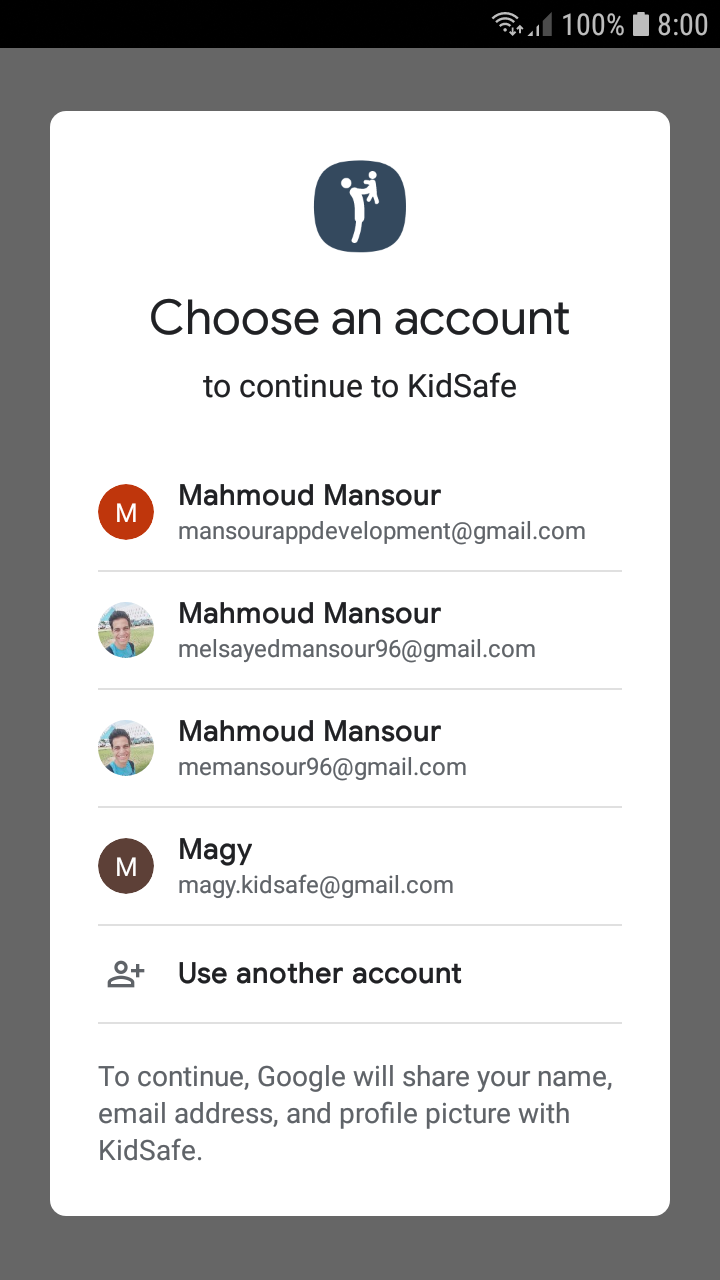 100% 8:00
Choose an account
to continue to KidSafe
M
Mahmoud Mansour
mansourappdevelopment@gmail.com
Mahmoud Mansour
melsayedmansour96@gmail.com
Mahmoud Mansour
memansour96@gmail.com
M
Magy
magy.kidsafe@gmail.com
Use another account
To continue, Google will share your name,
email address, and profile picture with
KidSafe.